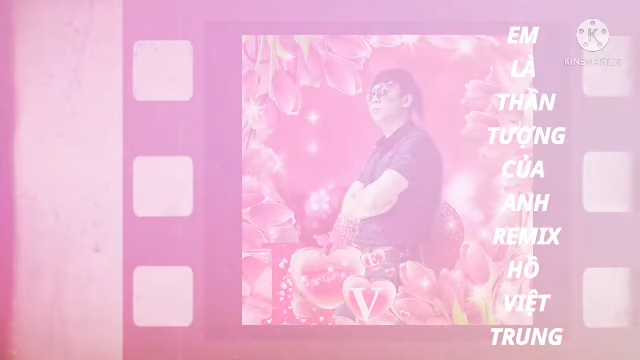 EM
LÀ
THẦN
TƯỢNG
CỦA
ANH
REMIX
HỒ
VIỆT
TRUNG
K
KINEMASTER
V